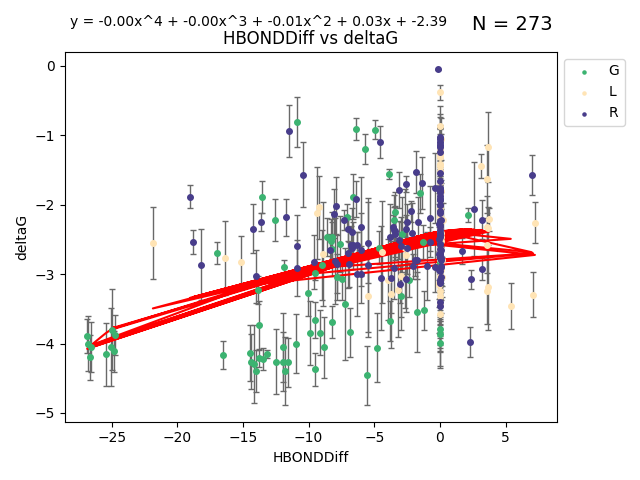 y = -0.00x^4 + -0.00x^3 + -0.01x^2 + 0.03x + -2.39
N = 273
HBONDDiff vs deltaG
G
L
R
deltaG
0
−1
−2
−3
−4
−5
−25 −20 −15 −10 −5 0 5
HBONDDiff